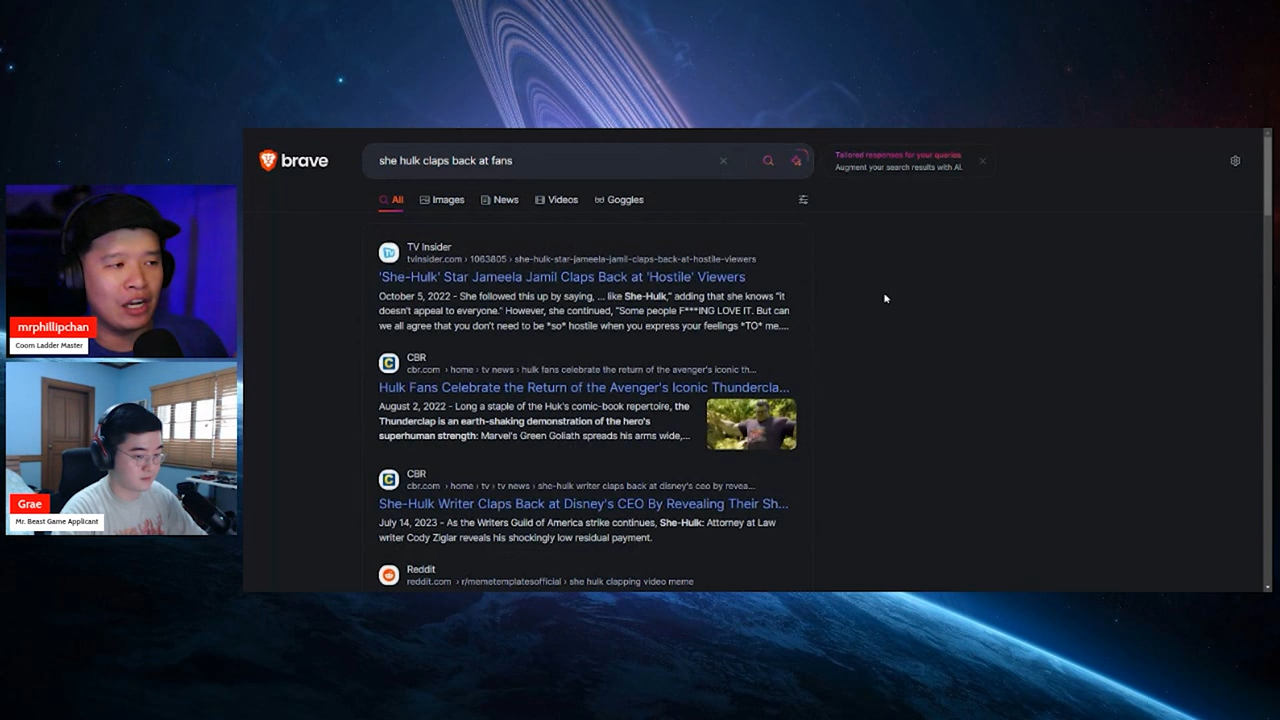 brave
she hulk claps back at fans
Tailored responses for your queries
Augment your search results with AI.
All
Images
News
Videos
Goggles
TV Insider
tvinsider.com › 1063805 › she-hulk-star-jameela-jamil-claps-back-at-hostile-viewers
'She-Hulk' Star Jameela Jamil Claps Back at 'Hostile' Viewers
October 5, 2022 - She followed this up by saying, ... like She-Hulk," adding that she knows "it
doesn't appeal to everyone." However, she continued, "Some people F***ING LOVE IT. But can
we all agree that you don't need to be *so* hostile when you express your feelings *TO* me....
CBR
cbr.com › home › tv news › hulk fans celebrate the return of the avenger's iconic th...
Hulk Fans Celebrate the Return of the Avenger's Iconic Thundercla...
August 2, 2022 - Long a staple of the Huk's comic-book repertoire, the
Thunderclap is an earth-shaking demonstration of the hero's
superhuman strength: Marvel's Green Goliath spreads his arms wide,...
CBR
cbr.com › home › tv › tv news › she-hulk writer claps back at disney's ceo by revea...
She-Hulk Writer Claps Back at Disney's CEO By Revealing Their Sh...
July 14, 2023 - As the Writers Guild of America strike continues, She-Hulk: Attorney at Law
writer Cody Ziglar reveals his shockingly low residual payment.
Reddit
reddit.com › r/memetemplatesofficial › she hulk clapping video meme
mrphillipchan
Coom Ladder Master
Grae
Mr. Beast Game Applicant